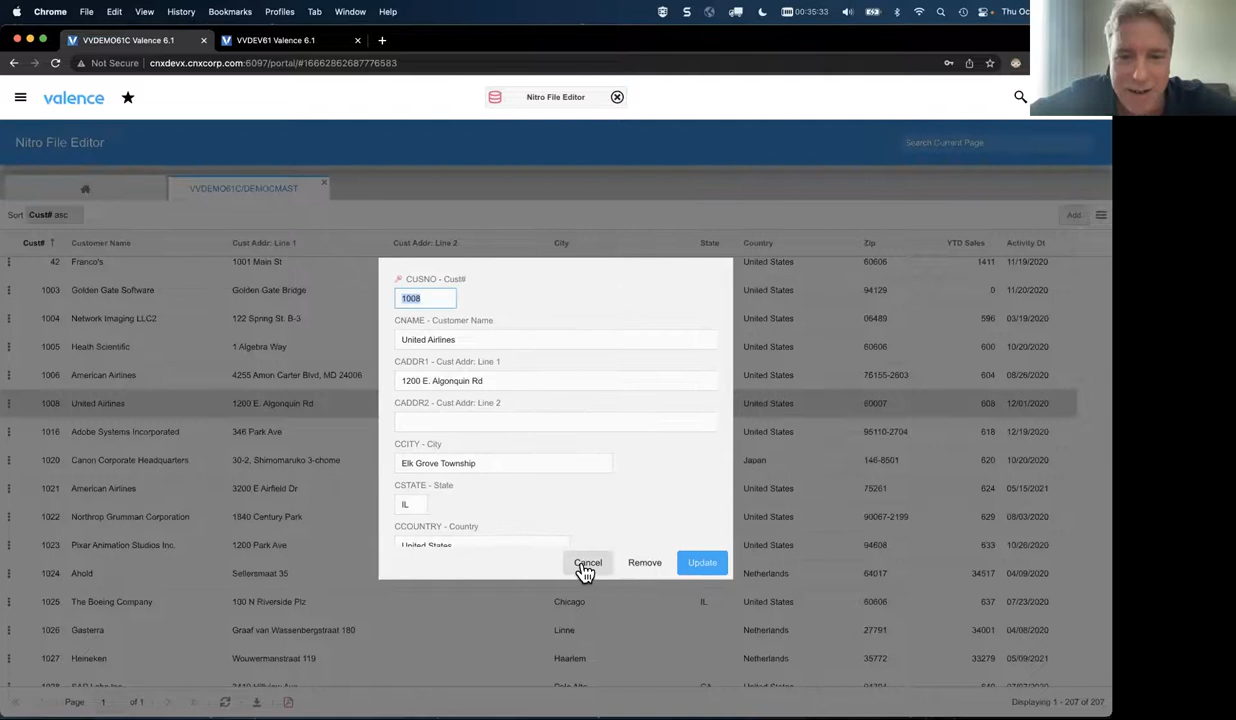 Chrome File Edit View History Bookmarks Profiles Tab Window Help 00:35:33 Thu Oc
VVDEMO61C Valence 6.1 VVDEV61 Valence 6.1
Not Secure cnxdevx.cnxcorp.com:6097/portal/#16662862687776583
valence Nitro File Editor
Nitro File Editor Search Current Page
VVDEMO61C/DEMOCMAST
Sort Cust# asc Add
Cust# Customer Name Cust Addr: Line 1 Cust Addr: Line 2 City State Country Zip YTD Sales Activity Dt
42 Franco's 1001 Main St United States 60606 1411 11/19/2020
1003 Golden Gate Software Golden Gate Bridge United States 94129 0 11/20/2020
1004 Network Imaging LLC2 122 Spring St. B-3 United States 06489 596 03/19/2020
1005 Heath Scientific 1 Algebra Way United States 60606 600 10/20/2020
1006 American Airlines 4255 Amon Carter Blvd, MD 24006 United States 76155-2603 604 08/26/2020
1008 United Airlines 1200 E. Algonquin Rd United States 60007 608 12/01/2020
1016 Adobe Systems Incorporated 346 Park Ave United States 95110-2704 618 12/19/2020
1020 Canon Corporate Headquarters 30-2, Shimomaruko 3-chome Japan 146-8501 620 10/20/2020
1021 American Airlines 3200 E Airfield Dr United States 75261 624 05/15/2021
1022 Northrop Grumman Corporation 1840 Century Park United States 90067-2199 629 08/03/2020
1023 Pixar Animation Studios Inc. 1200 Park Ave United States 94608 633 10/26/2020
1024 Ahold Sellersmaat 35 Netherlands 64017 34517 04/09/2020
1025 The Boeing Company 100 N Riverside Plz Chicago IL United States 60606 637 07/23/2020
1026 Gasterra Graaf van Wassenbergstraat 180 Linne Netherlands 27791 34001 04/08/2020
1027 Heineken Wouwermanstraat 119 Haarlem Netherlands 35772 33279 05/09/2021
CUSNO - Cust#
1008
CNAME - Customer Name
United Airlines
CADDR1 - Cust Addr: Line 1
1200 E. Algonquin Rd
CADDR2 - Cust Addr: Line 2
CCITY - City
Elk Grove Township
CSTATE - State
IL
CCOUNTRY - Country
United States
Cancel Remove Update
Page 1 of 1 Displaying 1 - 207 of 207